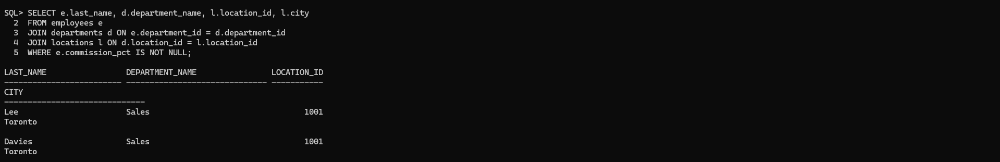 SQL> SELECT e.last_name, d.department_name, l.location_id, l.city
  2  FROM employees e
  3  JOIN departments d ON e.department_id = d.department_id
  4  JOIN locations l ON d.location_id = l.location_id
  5  WHERE e.commission_pct IS NOT NULL;

LAST_NAME                 DEPARTMENT_NAME                LOCATION_ID
------------------------- ------------------------------ -----------
CITY
------------------------------
Lee                       Sales                                 1001
Toronto

Davies                    Sales                                 1001
Toronto